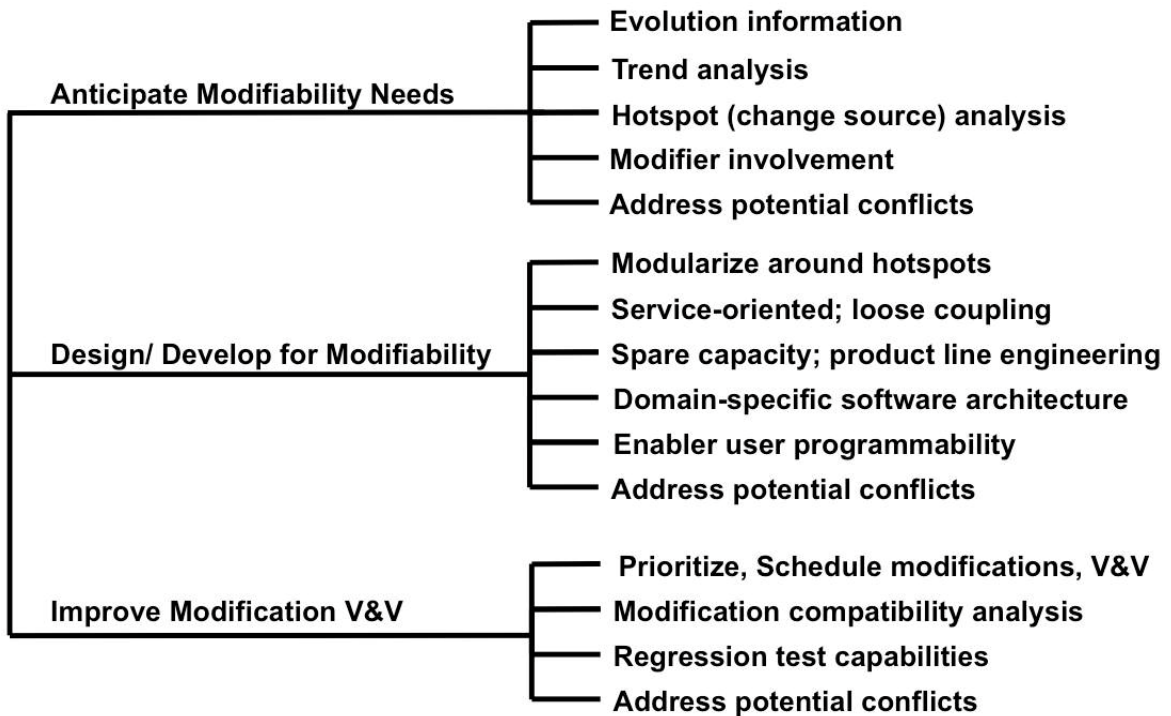 Anticipate Modifiability Needs
Evolution information
Trend analysis
Hotspot (change source) analysis
Modifier involvement
Address potential conflicts
Design/ Develop for Modifiability
Modularize around hotspots
Service-oriented; loose coupling
Spare capacity; product line engineering
Domain-specific software architecture
Enabler user programmability
Address potential conflicts
Improve Modification V&V
Prioritize, Schedule modifications, V&V
Modification compatibility analysis
Regression test capabilities
Address potential conflicts